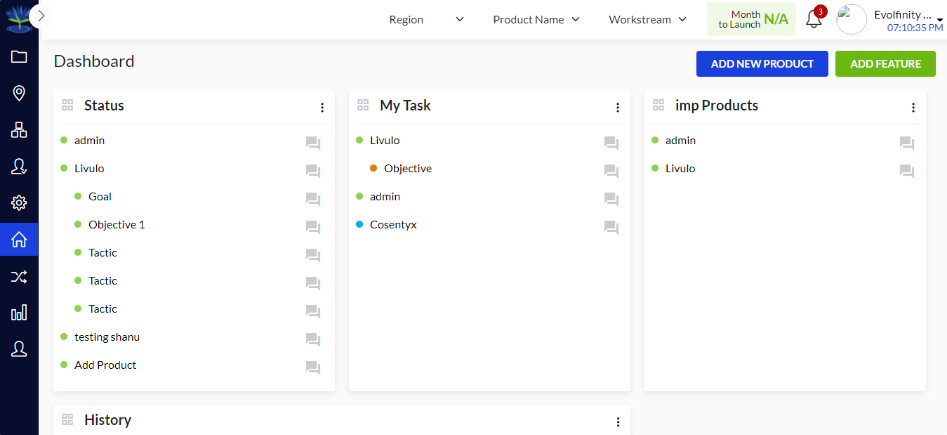 Region
Product Name
Workstream
Month
to Launch
N/A
3
Evolfinity ...
07:10:35 PM
Dashboard
ADD NEW PRODUCT
ADD FEATURE
Status
admin
Livulo
Goal
Objective 1
Tactic
Tactic
Tactic
testing shanu
Add Product
My Task
Livulo
Objective
admin
Cosentyx
imp Products
admin
Livulo
History